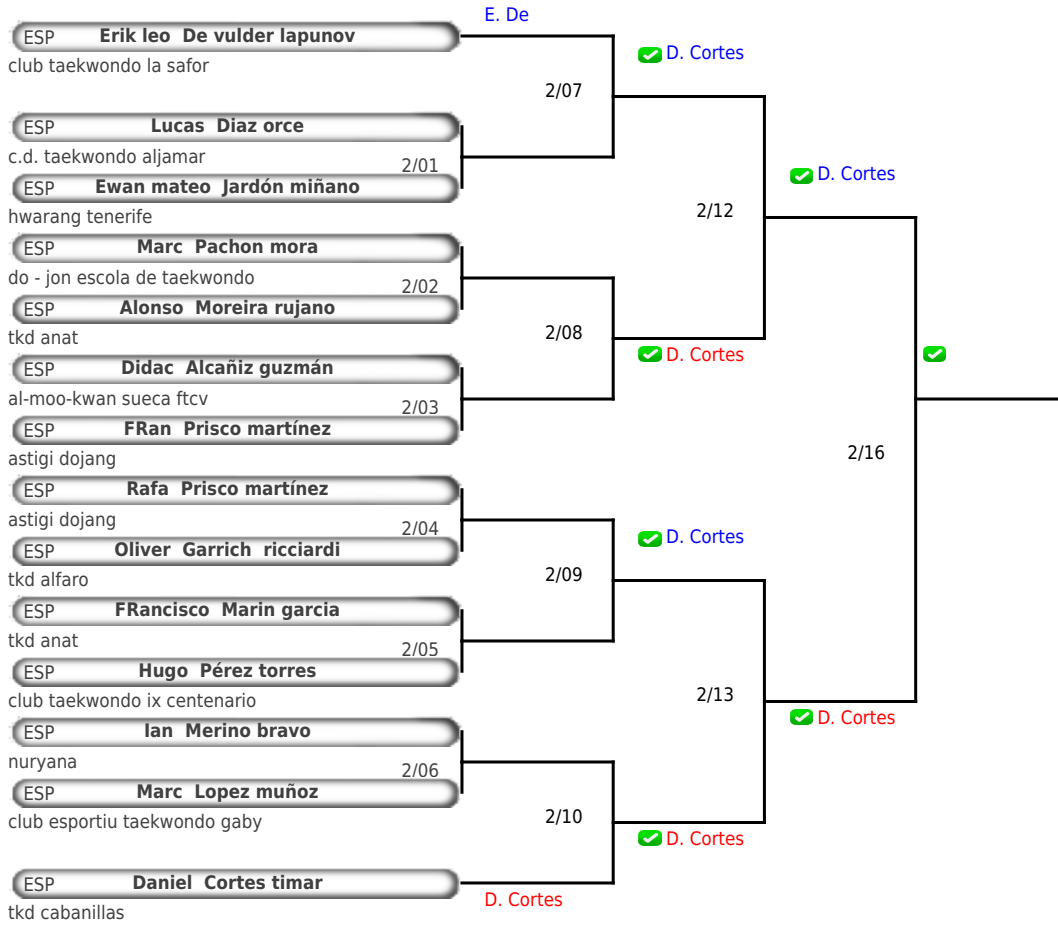 E. De
ESP Erik leo De vulder lapunov
club taekwondo la safor
D. Cortes
2/07
ESP Lucas Diaz orce
c.d. taekwondo aljamar
2/01
ESP Ewan mateo Jardón miñano
hwarang tenerife
D. Cortes
2/12
ESP Marc Pachon mora
do - jon escola de taekwondo
2/02
ESP Alonso Moreira rujano
tkd anat
2/08
D. Cortes
ESP Didac Alcañiz guzmán
al-moo-kwan sueca ftcv
2/03
ESP FRan Prisco martínez
astigi dojang
2/16
ESP Rafa Prisco martínez
astigi dojang
2/04
ESP Oliver Garrich ricciardi
tkd alfaro
D. Cortes
2/09
ESP FRancisco Marin garcia
tkd anat
2/05
ESP Hugo Pérez torres
club taekwondo ix centenario
2/13
D. Cortes
ESP Ian Merino bravo
nuryana
2/06
ESP Marc Lopez muñoz
club esportiu taekwondo gaby
2/10
D. Cortes
ESP Daniel Cortes timar
D. Cortes
tkd cabanillas